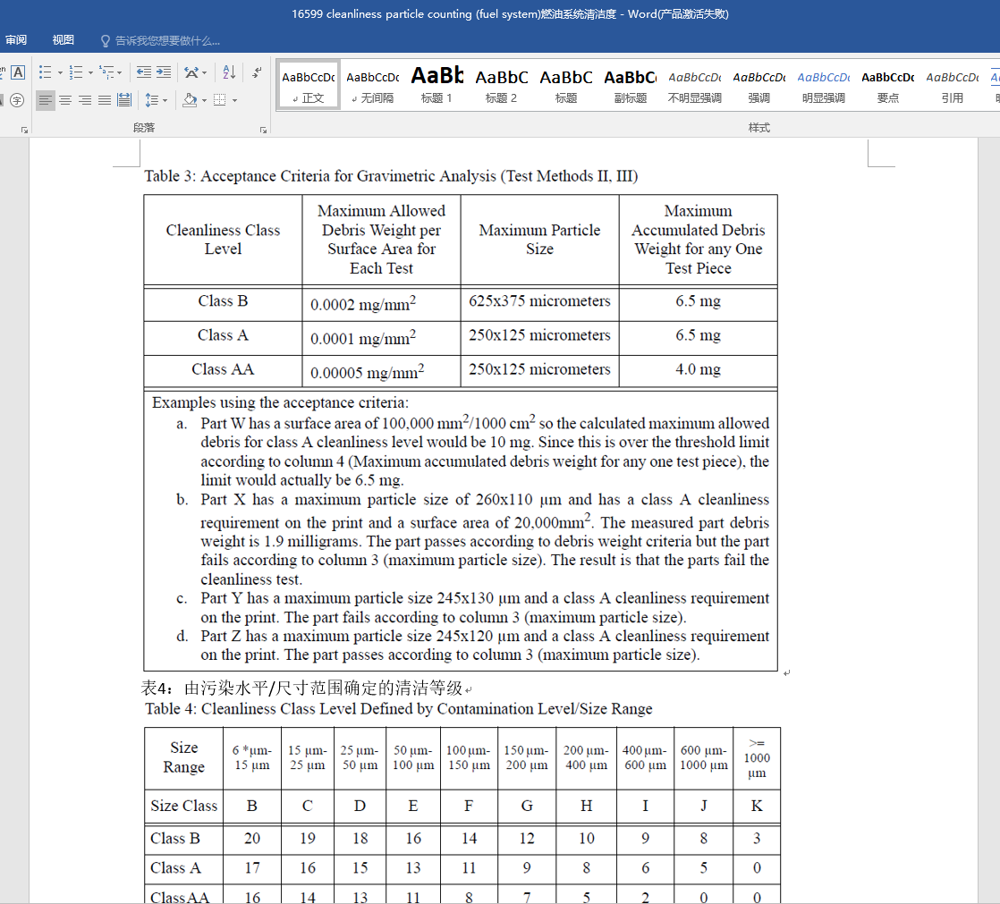 16599 cleanliness particle counting (fuel system)燃油系统清洁度 - Word(产品激活失败)
审阅 视图 告诉我您想要做什么...
AaBbCcDc AaBbCcDc AaBb AaBbC AaBbC AaBbC AaBbCcDc AaBbCcDc AaBbCcDc AaBbCcDc AaBbCcDc
正文 无间隔 标题 1 标题 2 标题 副标题 不明显强调 强调 明显强调 要点 引用
段落 样式
Table 3: Acceptance Criteria for Gravimetric Analysis (Test Methods II, III)
Cleanliness Class
Level
Maximum Allowed
Debris Weight per
Surface Area for
Each Test
Maximum Particle
Size
Maximum
Accumulated Debris
Weight for any One
Test Piece
Class B 0.0002 mg/mm² 625x375 micrometers 6.5 mg
Class A 0.0001 mg/mm² 250x125 micrometers 6.5 mg
Class AA 0.00005 mg/mm² 250x125 micrometers 4.0 mg
Examples using the acceptance criteria:
a. Part W has a surface area of 100,000 mm²/1000 cm² so the calculated maximum allowed
debris for class A cleanliness level would be 10 mg. Since this is over the threshold limit
according to column 4 (Maximum accumulated debris weight for any one test piece), the
limit would actually be 6.5 mg.
b. Part X has a maximum particle size of 260x110 µm and has a class A cleanliness
requirement on the print and a surface area of 20,000mm². The measured part debris
weight is 1.9 milligrams. The part passes according to debris weight criteria but the part
fails according to column 3 (maximum particle size). The result is that the parts fail the
cleanliness test.
c. Part Y has a maximum particle size 245x130 µm and a class A cleanliness requirement
on the print. The part fails according to column 3 (maximum particle size).
d. Part Z has a maximum particle size 245x120 µm and a class A cleanliness requirement
on the print. The part passes according to column 3 (maximum particle size).
表4：由污染水平/尺寸范围确定的清洁等级
Table 4: Cleanliness Class Level Defined by Contamination Level/Size Range
Size
Range
6 *µm-
15 µm
15 µm-
25 µm
25 µm-
50 µm
50 µm-
100 µm
100 µm-
150 µm
150 µm-
200 µm
200 µm-
400 µm
400 µm-
600 µm
600 µm-
1000 µm
>=
1000
µm
Size Class B C D E F G H I J K
Class B 20 19 18 16 14 12 10 9 8 3
Class A 17 16 15 13 11 9 8 6 5 0
Class AA 16 14 13 11 8 7 5 2 0 0